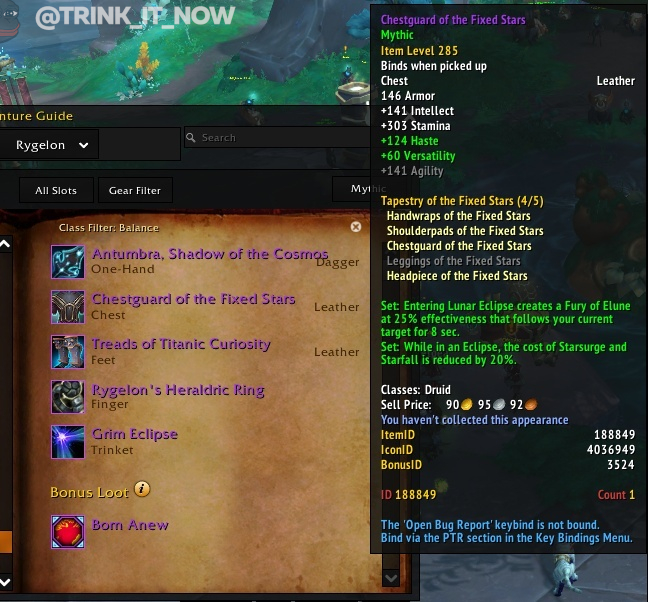 @TRINK_IT_NOW
nture Guide
Rygelon
Search
All Slots
Gear Filter
Mythic
Class Filter: Balance
Antumbra, Shadow of the Cosmos
One-Hand
Dagger
Chestguard of the Fixed Stars
Chest
Leather
Treads of Titanic Curiosity
Feet
Leather
Rygelon's Heraldric Ring
Finger
Grim Eclipse
Trinket
Bonus Loot
Born Anew
Chestguard of the Fixed Stars
Mythic
Item Level 285
Binds when picked up
Chest Leather
146 Armor
+141 Intellect
+303 Stamina
+124 Haste
+60 Versatility
+141 Agility
Tapestry of the Fixed Stars (4/5)
Handwraps of the Fixed Stars
Shoulderpads of the Fixed Stars
Chestguard of the Fixed Stars
Leggings of the Fixed Stars
Headpiece of the Fixed Stars
Set: Entering Lunar Eclipse creates a Fury of Elune
at 25% effectiveness that follows your current
target for 8 sec.
Set: While in an Eclipse, the cost of Starsurge and
Starfall is reduced by 20%.
Classes: Druid
Sell Price: 90 95 92
You haven't collected this appearance
ItemID 188849
IconID 4036949
BonusID 3524
ID 188849 Count 1
The 'Open Bug Report' keybind is not bound.
Bind via the PTR section in the Key Bindings Menu.